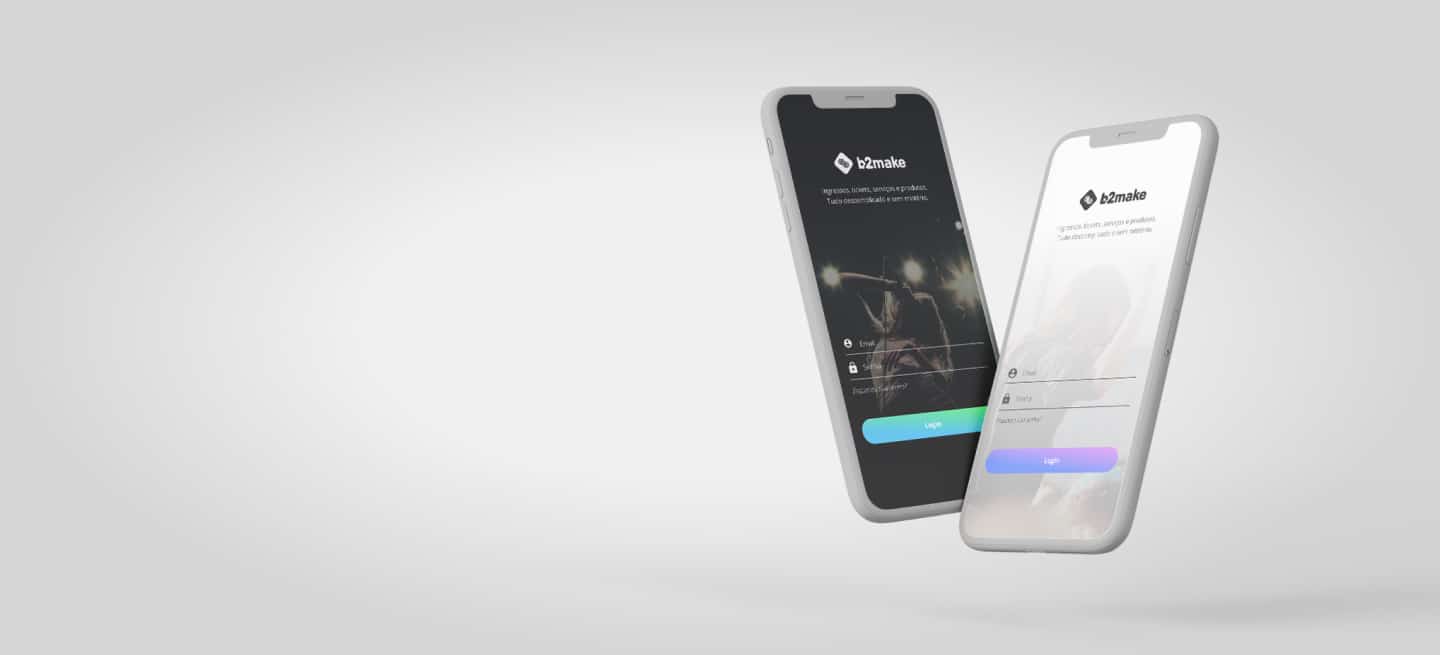 b2make
Ingressos, tickets, serviços e produtos.
Tudo descomplicado e sem mistério.
Email
Senha
Esqueceu sua senha?
Login
b2make
Ingressos, tickets, serviços e produtos.
Tudo descomplicado e sem mistério.
Email
Senha
Esqueceu sua senha?
Login